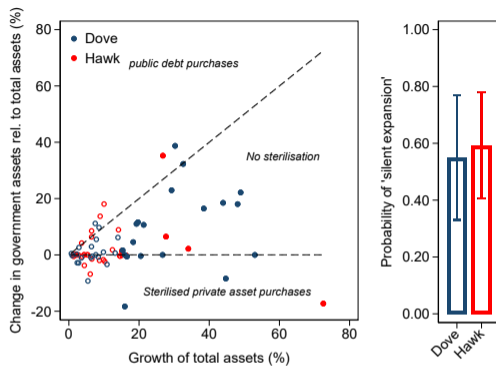 Change in government assets rel. to total assets (%)
80
60
40
20
0
-20
Dove
Hawk
public debt purchases
No sterilisation
Sterilised private asset purchases
0
20
40
60
80
Growth of total assets (%)
Probability of 'silent expansion'
1.00
0.80
0.60
0.40
0.20
0.00
Dove
Hawk